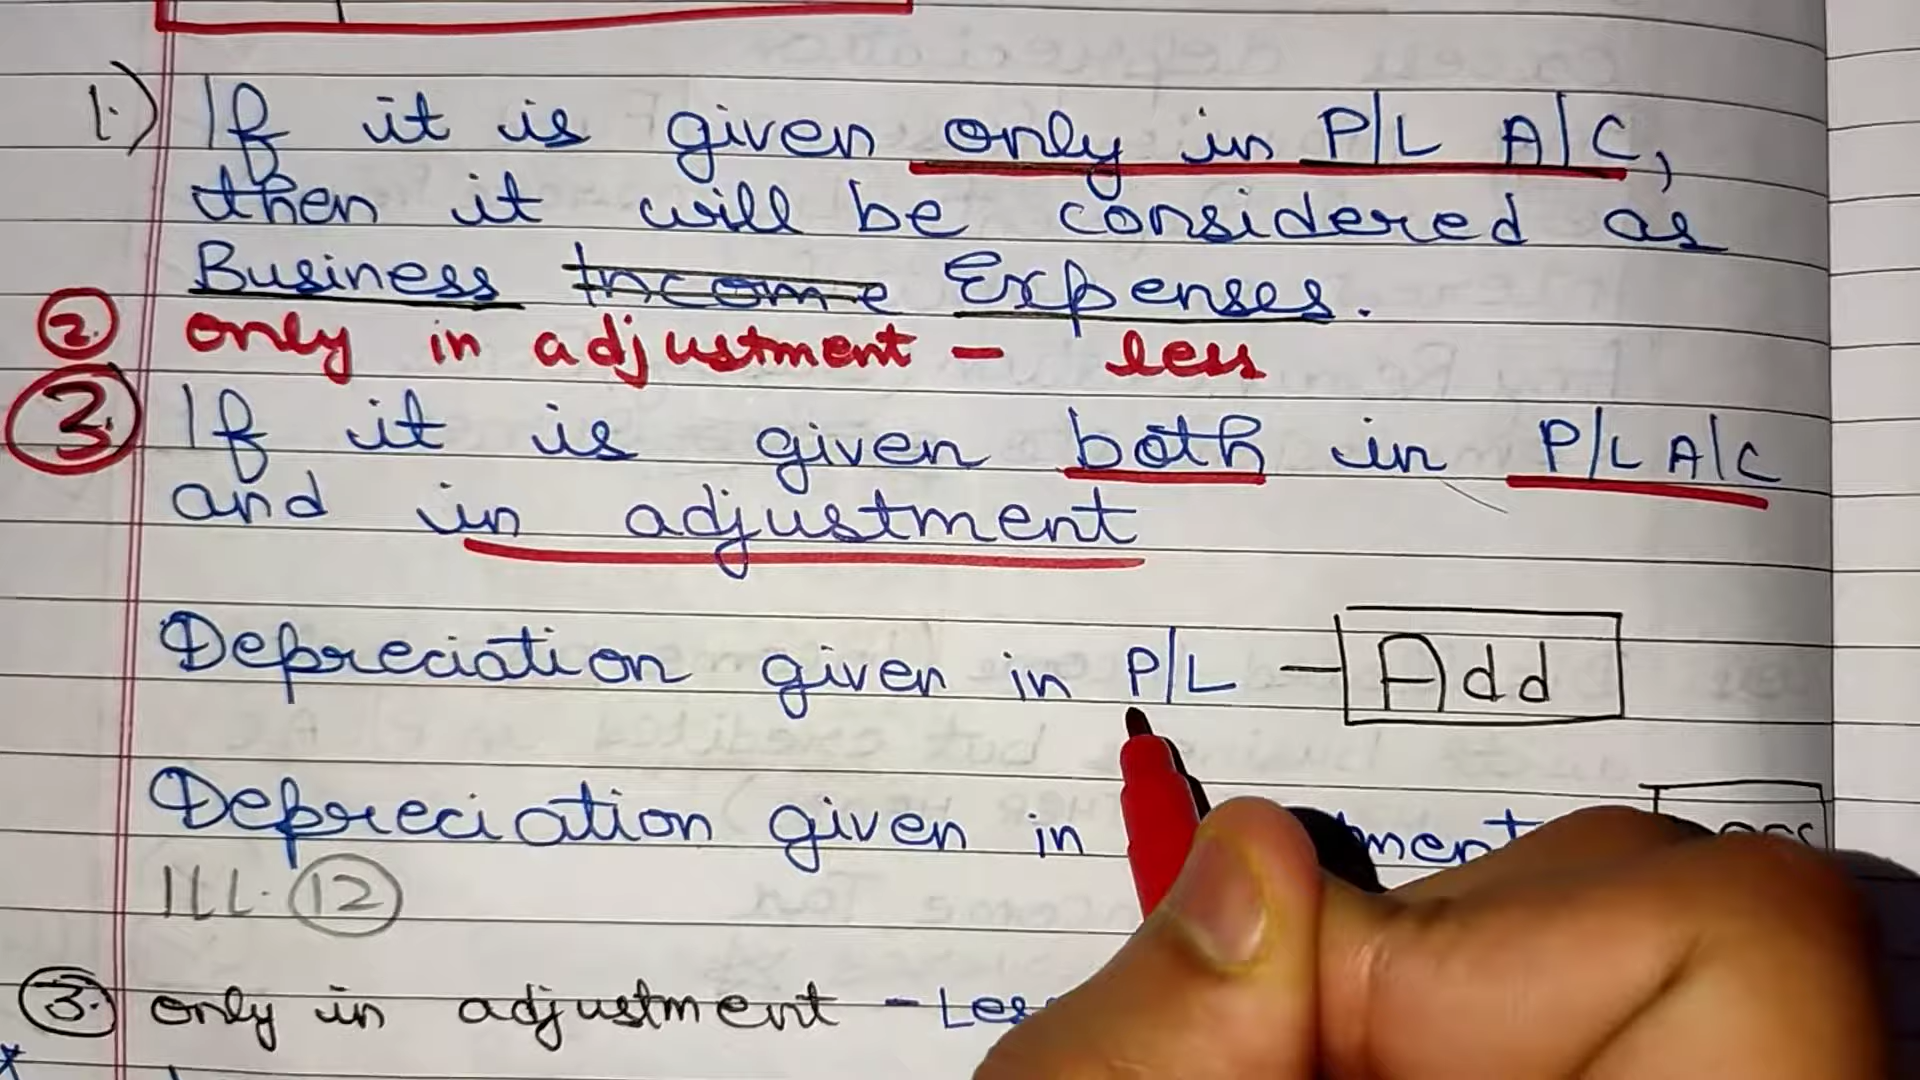 1.) If it is given only in P/L A/C,
then it will be considered as
Business Income Expenses.
2. only in adjustment - less
3. If it is given both in P/L A/C
and in adjustment
Depreciation given in P/L - Add
Depreciation given in
ILL. 12
3. only in adjustment - Les